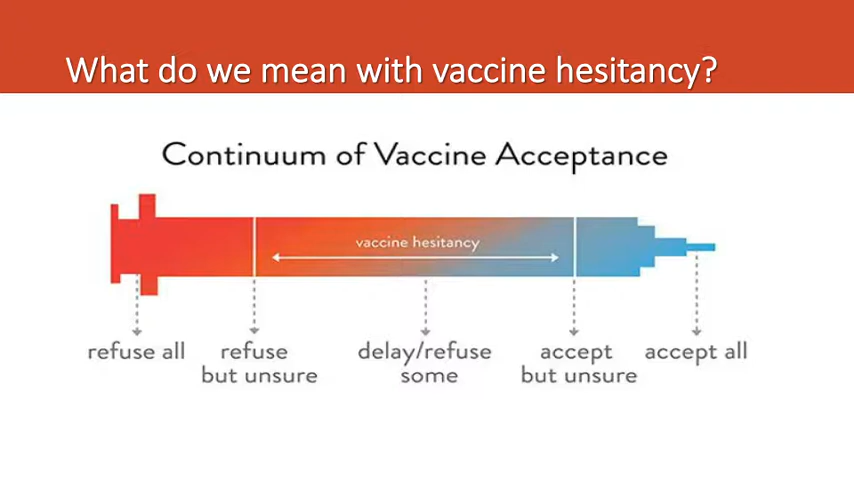 What do we mean with vaccine hesitancy?
Continuum of Vaccine Acceptance
vaccine hesitancy
refuse all
refuse
but unsure
delay/refuse
some
accept
but unsure
accept all